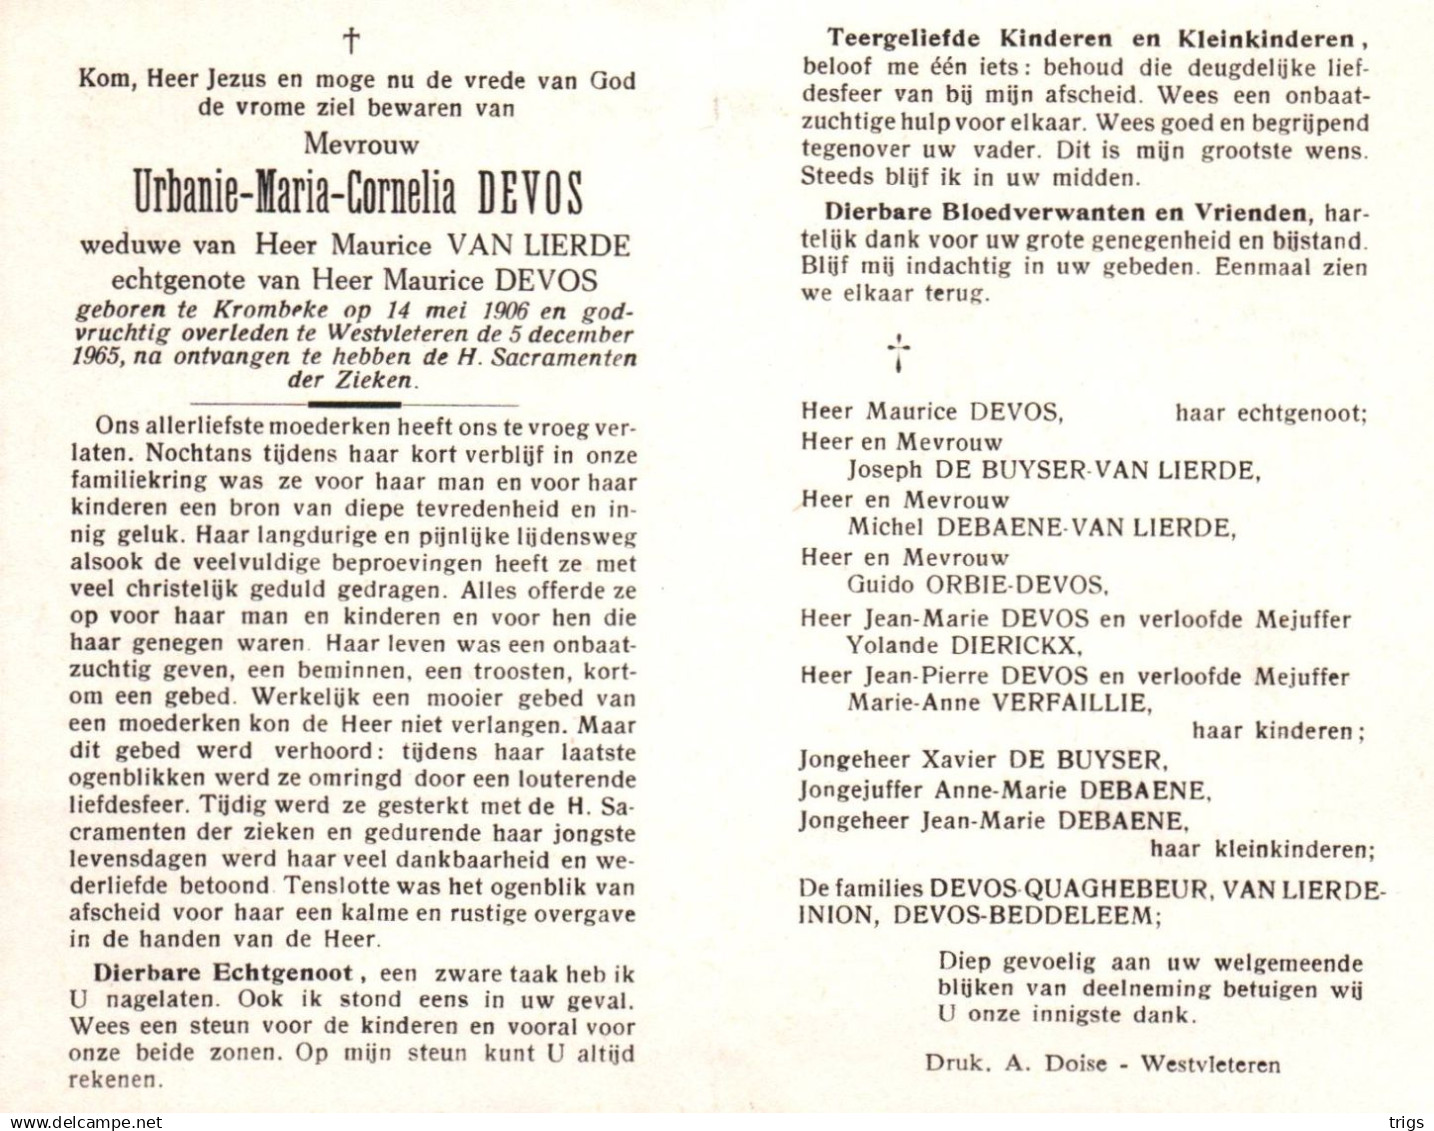 Kom, Heer Jezus en moge nu de vrede van God
de vrome ziel bewaren van
Mevrouw
Urbanie-Maria-Cornelia DEVOS
weduwe van Heer Maurice VAN LIERDE
echtgenote van Heer Maurice DEVOS
geboren te Krombeke op 14 mei 1906 en god-
vruchtig overleden te Westvleteren de 5 december
1965, na ontvangen te hebben de H. Sacramenten
der Zieken.
Ons allerliefste moederken heeft ons te vroeg ver-
laten. Nochtans tijdens haar kort verblijf in onze
familiekring was ze voor haar man en voor haar
kinderen een bron van diepe tevredenheid en in-
nig geluk. Haar langdurige en pijnlijke lijdensweg
alsook de veelvuldige beproevingen heeft ze met
veel christelijk geduld gedragen. Alles offerde ze
op voor haar man en kinderen en voor hen die
haar genegen waren. Haar leven was een onbaat-
zuchtig geven, een beminnen, een troosten, kort-
om een gebed. Werkelijk een mooier gebed van
een moederken kon de Heer niet verlangen. Maar
dit gebed werd verhoord: tijdens haar laatste
ogenblikken werd ze omringd door een louterende
liefdesfeer. Tijdig werd ze gesterkt met de H. Sa-
cramenten der zieken en gedurende haar jongste
levensdagen werd haar veel dankbaarheid en we-
derliefde betoond. Tenslotte was het ogenblik van
afscheid voor haar een kalme en rustige overgave
in de handen van de Heer.
Dierbare Echtgenoot, een zware taak heb ik
U nagelaten. Ook ik stond eens in uw geval.
Wees een steun voor de kinderen en vooral voor
onze beide zonen. Op mijn steun kunt U altijd
rekenen.
Teergeliefde Kinderen en Kleinkinderen,
beloof me één iets: behoud die deugdelijke lief-
desfeer van bij mijn afscheid. Wees een onbaat-
zuchtige hulp voor elkaar. Wees goed en begrijpend
tegenover uw vader. Dit is mijn grootste wens.
Steeds blijf ik in uw midden.
Dierbare Bloedverwanten en Vrienden, har-
telijk dank voor uw grote genegenheid en bijstand.
Blijf mij indachtig in uw gebeden. Eenmaal zien
we elkaar terug.
Heer Maurice DEVOS, haar echtgenoot;
Heer en Mevrouw
Joseph DE BUYSER-VAN LIERDE,
Heer en Mevrouw
Michel DEBAENE-VAN LIERDE,
Heer en Mevrouw
Guido ORBIE-DEVOS,
Heer Jean-Marie DEVOS en verloofde Mejuffer
Yolande DIERICKX,
Heer Jean-Pierre DEVOS en verloofde Mejuffer
Marie-Anne VERFAILLIE,
haar kinderen;
Jongeheer Xavier DE BUYSER,
Jongejuffer Anne-Marie DEBAENE,
Jongeheer Jean-Marie DEBAENE,
haar kleinkinderen;
De families DEVOS-QUAGHEBEUR, VAN LIERDE-
INION, DEVOS-BEDDELEEM;
Diep gevoelig aan uw welgemeende
blijken van deelneming betuigen wij
U onze innigste dank.
Druk. A. Doise - Westvleteren
delcampe.net
trigs